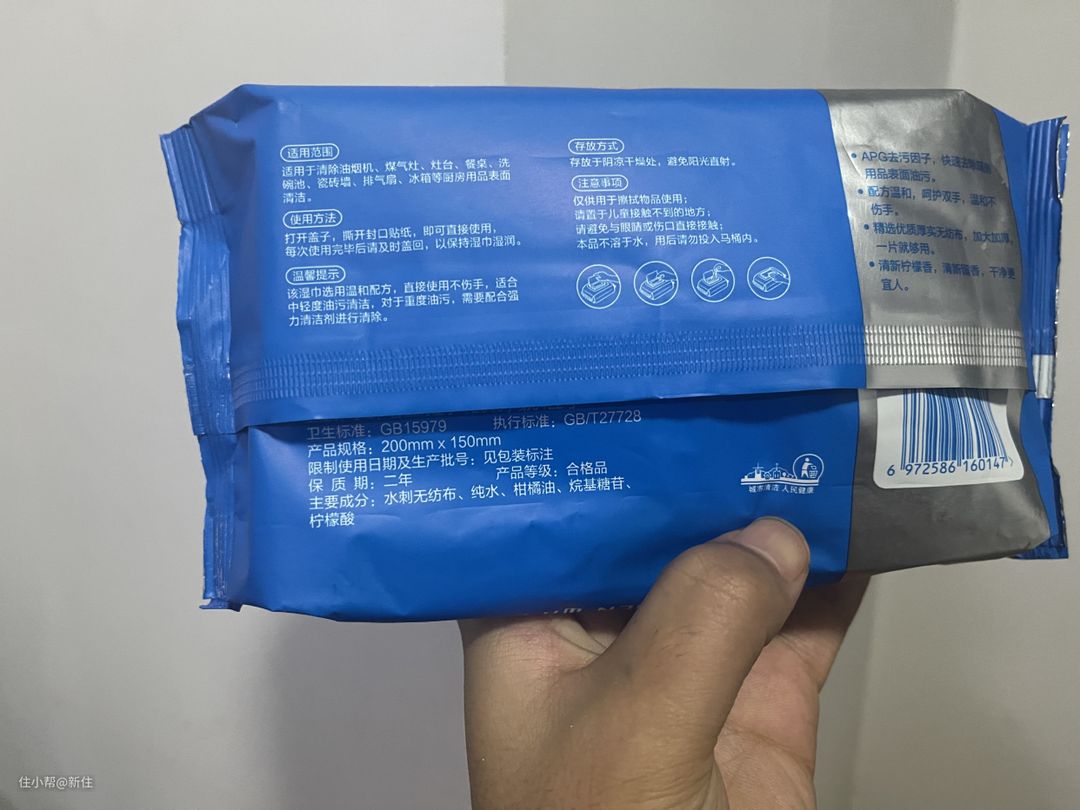 适用范围
适用于清除油烟机、煤气灶、灶台、餐桌、洗
碗池、瓷砖墙、排气扇、冰箱等厨房用品表面
清洁。
使用方法
打开盖子，撕开封口贴纸，即可直接使用，
每次使用完毕后请及时盖回，以保持湿巾湿润。
温馨提示
该湿巾选用温和配方，直接使用不伤手，适合
中轻度油污清洁，对于重度油污，需要配合强
力清洁剂进行清除。
存放方式
存放于阴凉干燥处，避免阳光直射。
注意事项
仅供用于擦拭物品使用；
请置于儿童接触不到的地方；
请避免与眼睛或伤口直接接触；
本品不溶于水，用后请勿投入马桶内。
• APG去污因子，快速去除
用品表面油污。
• 配方温和，呵护双手，温和不
伤手。
• 精选优质厚实无纺布，加大加厚，
一片就够用。
• 清新柠檬香，清新留香，干净更
宜人。
卫生标准：GB15979 执行标准：GB/T27728
产品规格：200mm x 150mm
限制使用日期及生产批号：见包装标注
保 质 期：二年 产品等级：合格品
主要成分：水刺无纺布、纯水、柑橘油、烷基糖苷、
柠檬酸
城市清洁 人民健康
6 972586 160147
住小帮@新住